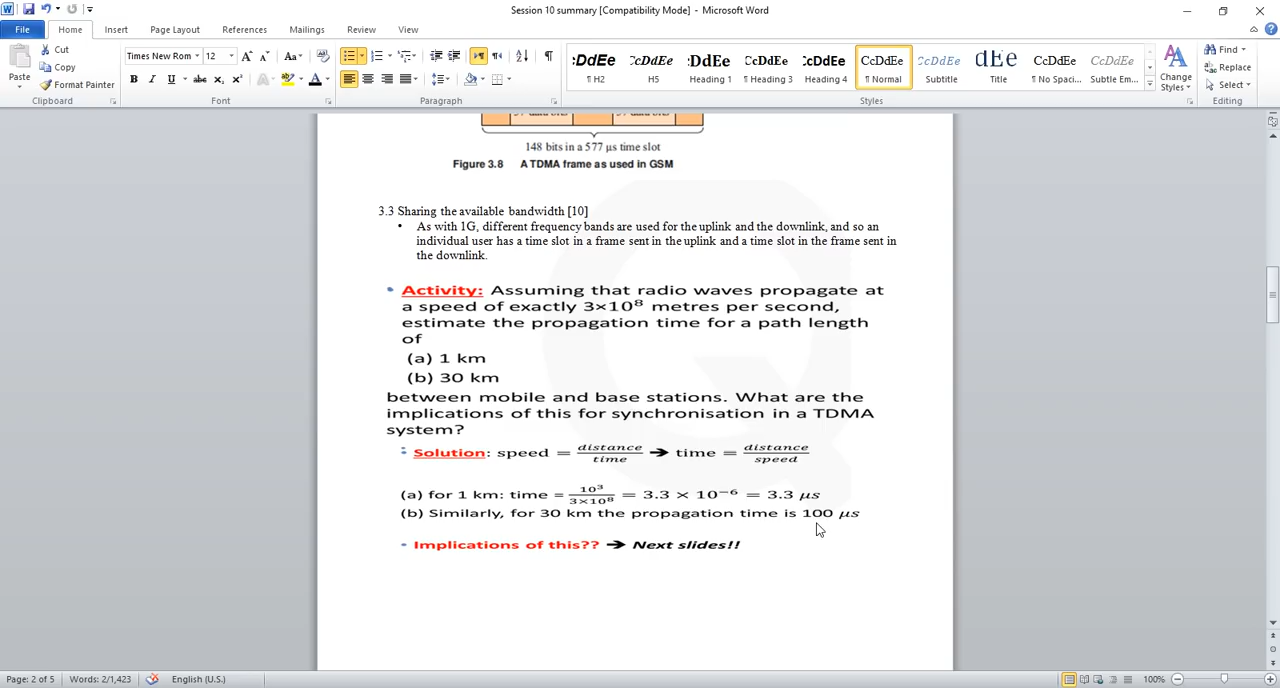 Session 10 summary [Compatibility Mode] - Microsoft Word
File Home Insert Page Layout References Mailings Review View
Paste
Cut
Copy
Format Painter
Clipboard
Times New Rom 12
Font
Paragraph
AaBbCcDdEe
¶ H2
H5
Heading 1
¶ Heading 3
Heading 4
¶ Normal
Subtitle
Title
¶ No Spaci...
Subtle Em...
Change
Styles
Styles
Find
Replace
Select
Editing
148 bits in a 577 µs time slot
Figure 3.8 A TDMA frame as used in GSM
3.3 Sharing the available bandwidth [10]
• As with 1G, different frequency bands are used for the uplink and the downlink, and so an
individual user has a time slot in a frame sent in the uplink and a time slot in the frame sent in
the downlink.
• Activity: Assuming that radio waves propagate at
a speed of exactly 3×10⁸ metres per second,
estimate the propagation time for a path length
of
(a) 1 km
(b) 30 km
between mobile and base stations. What are the
implications of this for synchronisation in a TDMA
system?
Solution: speed = distance/time ➔ time = distance/speed
(a) for 1 km: time = 10³/3×10⁸ = 3.3 × 10⁻⁶ = 3.3 µs
(b) Similarly, for 30 km the propagation time is 100 µs
• Implications of this?? ➔ Next slides!!
Page: 2 of 5 Words: 2/1,423 English (U.S.) 100%